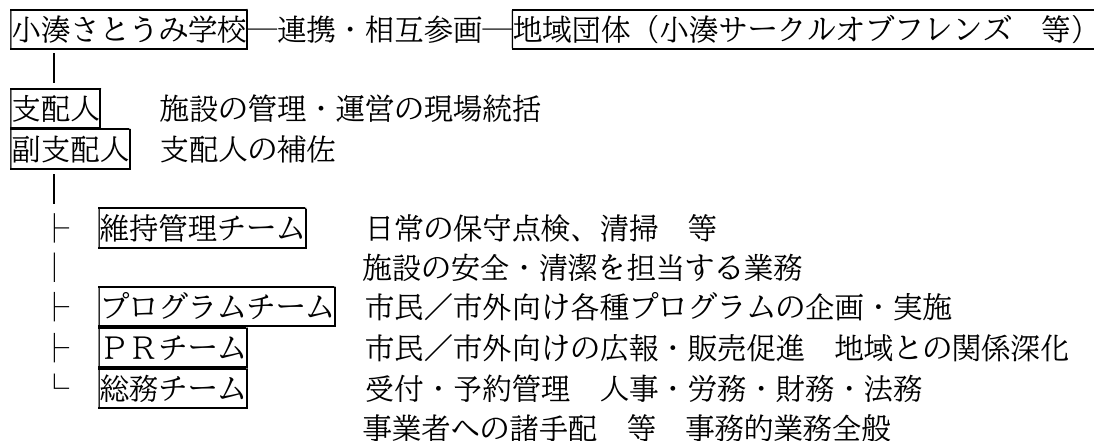 小湊さとうみ学校―連携・相互参画―地域団体（小湊サークルオブフレンズ　等）
支配人　　施設の管理・運営の現場統括
副支配人　支配人の補佐
維持管理チーム　　日常の保守点検、清掃　等
施設の安全・清潔を担当する業務
プログラムチーム　市民／市外向け各種プログラムの企画・実施
ＰＲチーム　　　　市民／市外向けの広報・販売促進　地域との関係深化
総務チーム　　　　受付・予約管理　人事・労務・財務・法務
事業者への諸手配　等　事務的業務全般